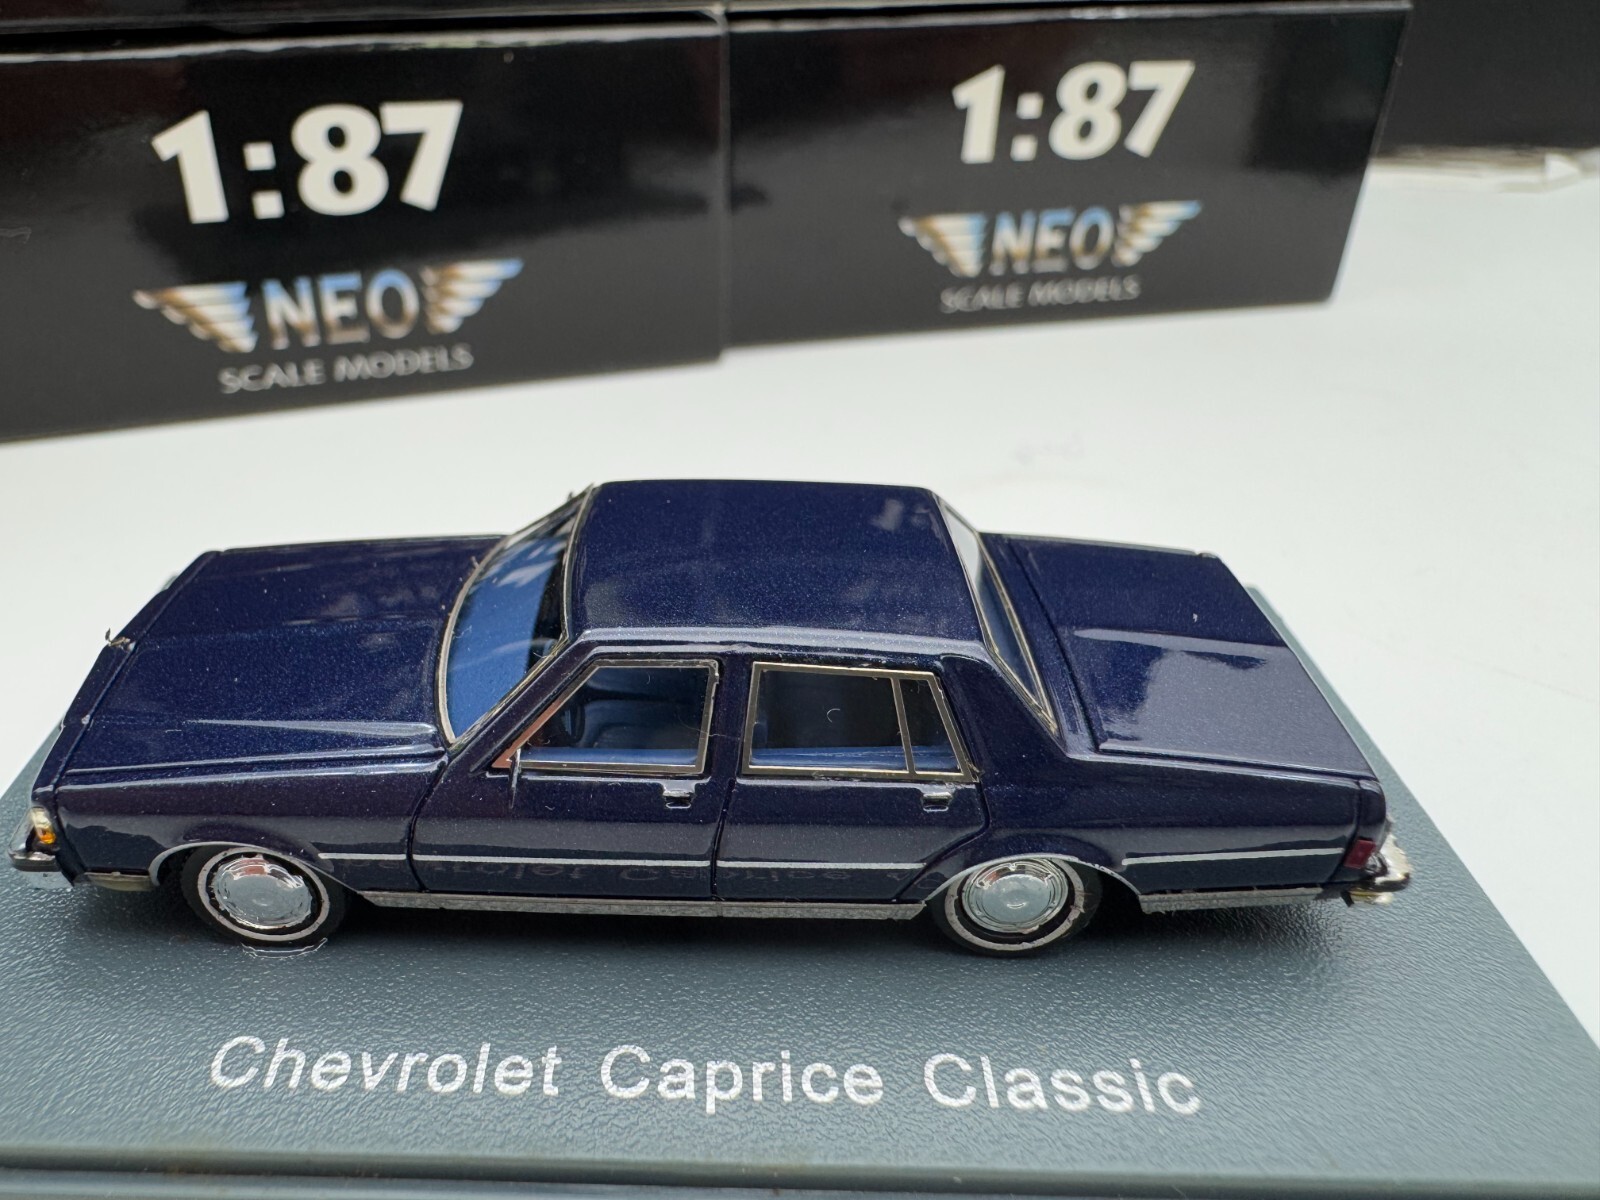 1:87
NEO
SCALE MODELS
1:87
NEO
SCALE MODELS
Chevrolet Caprice Classic